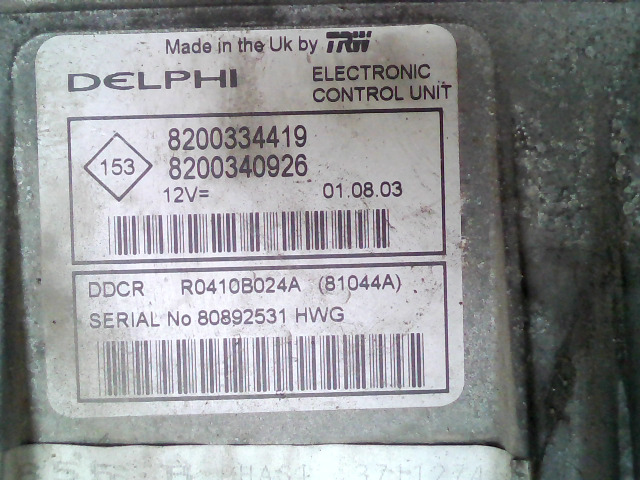 Made in the Uk by TRW
DELPHI
ELECTRONIC
CONTROL UNIT
153
8200334419
8200340926
12V= 01.08.03
DDCR R0410B024A (81044A)
SERIAL No 80892531 HWG